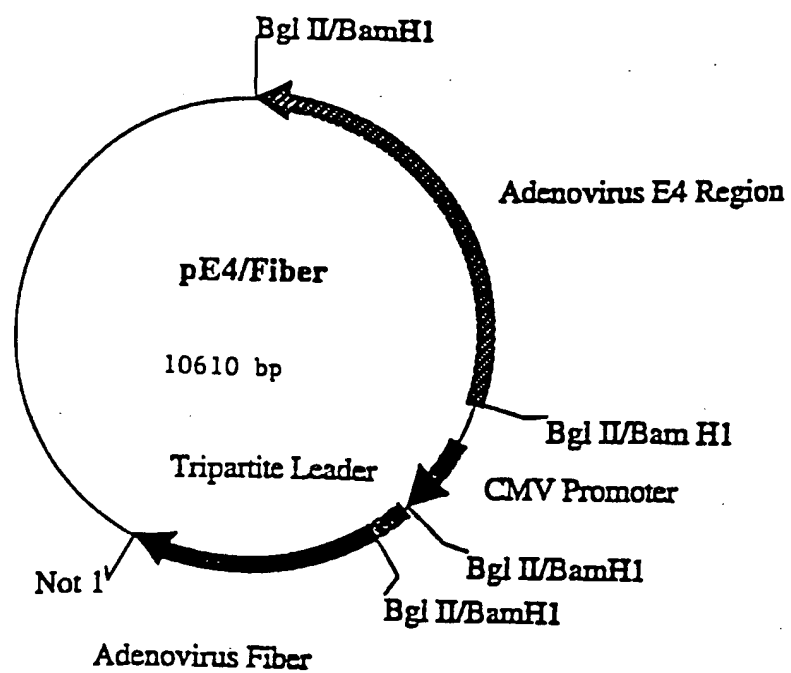 Bgl II/BamH1
Adenovirus E4 Region
pE4/Fiber
10610 bp
Bgl II/Bam H1
Tripartite Leader
CMV Promoter
Bgl II/BamH1
Not 1
Bgl II/BamH1
Adenovirus Fiber